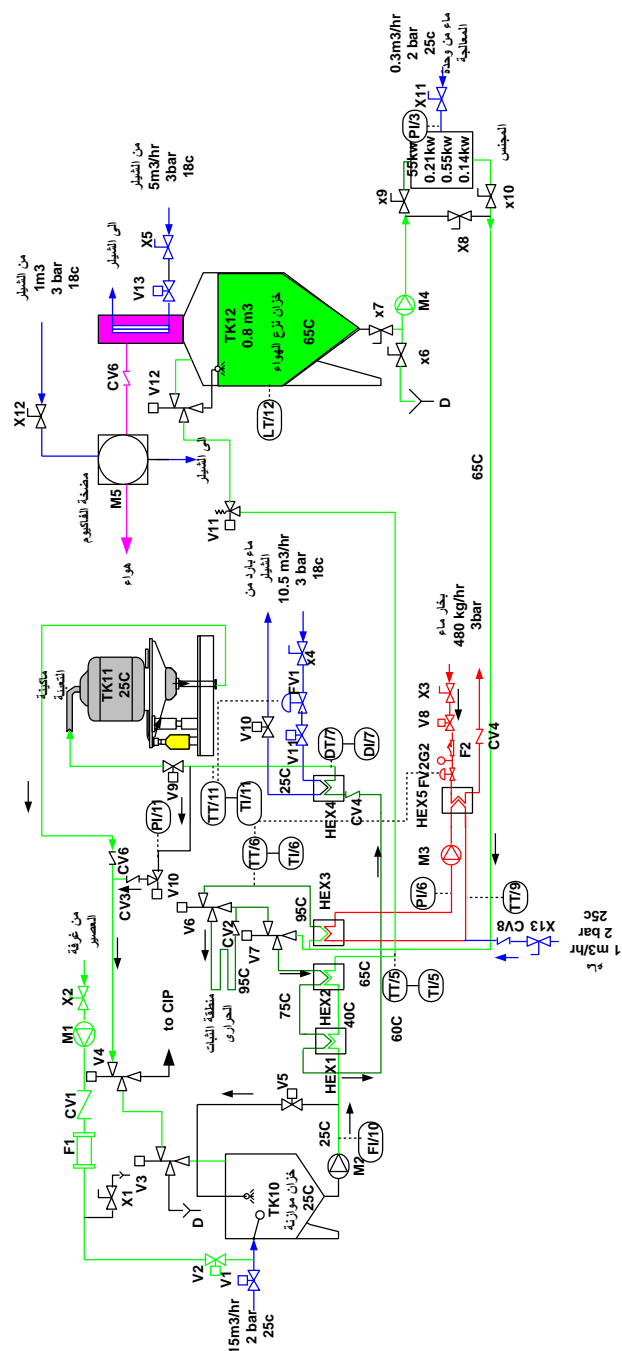 15m3/hr
2 bar
25c
V1
V2
X1
F1
CV1
M1
X2
من غرفة
العصير
V4
to CIP
V3
D
TK10
خزان موازنة
25C
M2
FI/10
25C
V5
HEX1
40C
HEX2
75C
65C
60C
HEX3
95C
منطقة الثبات
الحرارى
95C
CV2
V6
V7
TT/6
TI/6
TT/5
TI/5
CV3
CV6
V10
PI/11
V9
ماكينة
التعبئة
TK11
25C
TT/11
TI/11
HEX4
CV4
25C
V11
FV1
x4
V10
DT/7
DI/7
ماء بارد من
الشيلر
10.5 m3/hr
3 bar
18c
PI/6
M3
HEX5
FV2G2
F2
V8
X3
بخار ماء
480 kg/hr
3bar
CV4
TT/9
X13 CV8
ماء
1 m3/hr
2 bar
25c
65C
هواء
M5
مضخة الفاكيوم
الى الشيلر
X12
من الشيلر
1m3
3 bar
18c
CV6
V12
V11
V13
X5
الى الشيلر
من الشيلر
5m3/hr
3bar
18c
TK12
0.8 m3
خزان نزع الهواء
65C
LT/12
D
x6
x7
M4
X8
x9
x10
55kw
0.21kw
0.55kw
0.14kw
PI/3
المجنس
X11
0.3m3/hr
2 bar
25c
ماء من وحدة
المعالجة